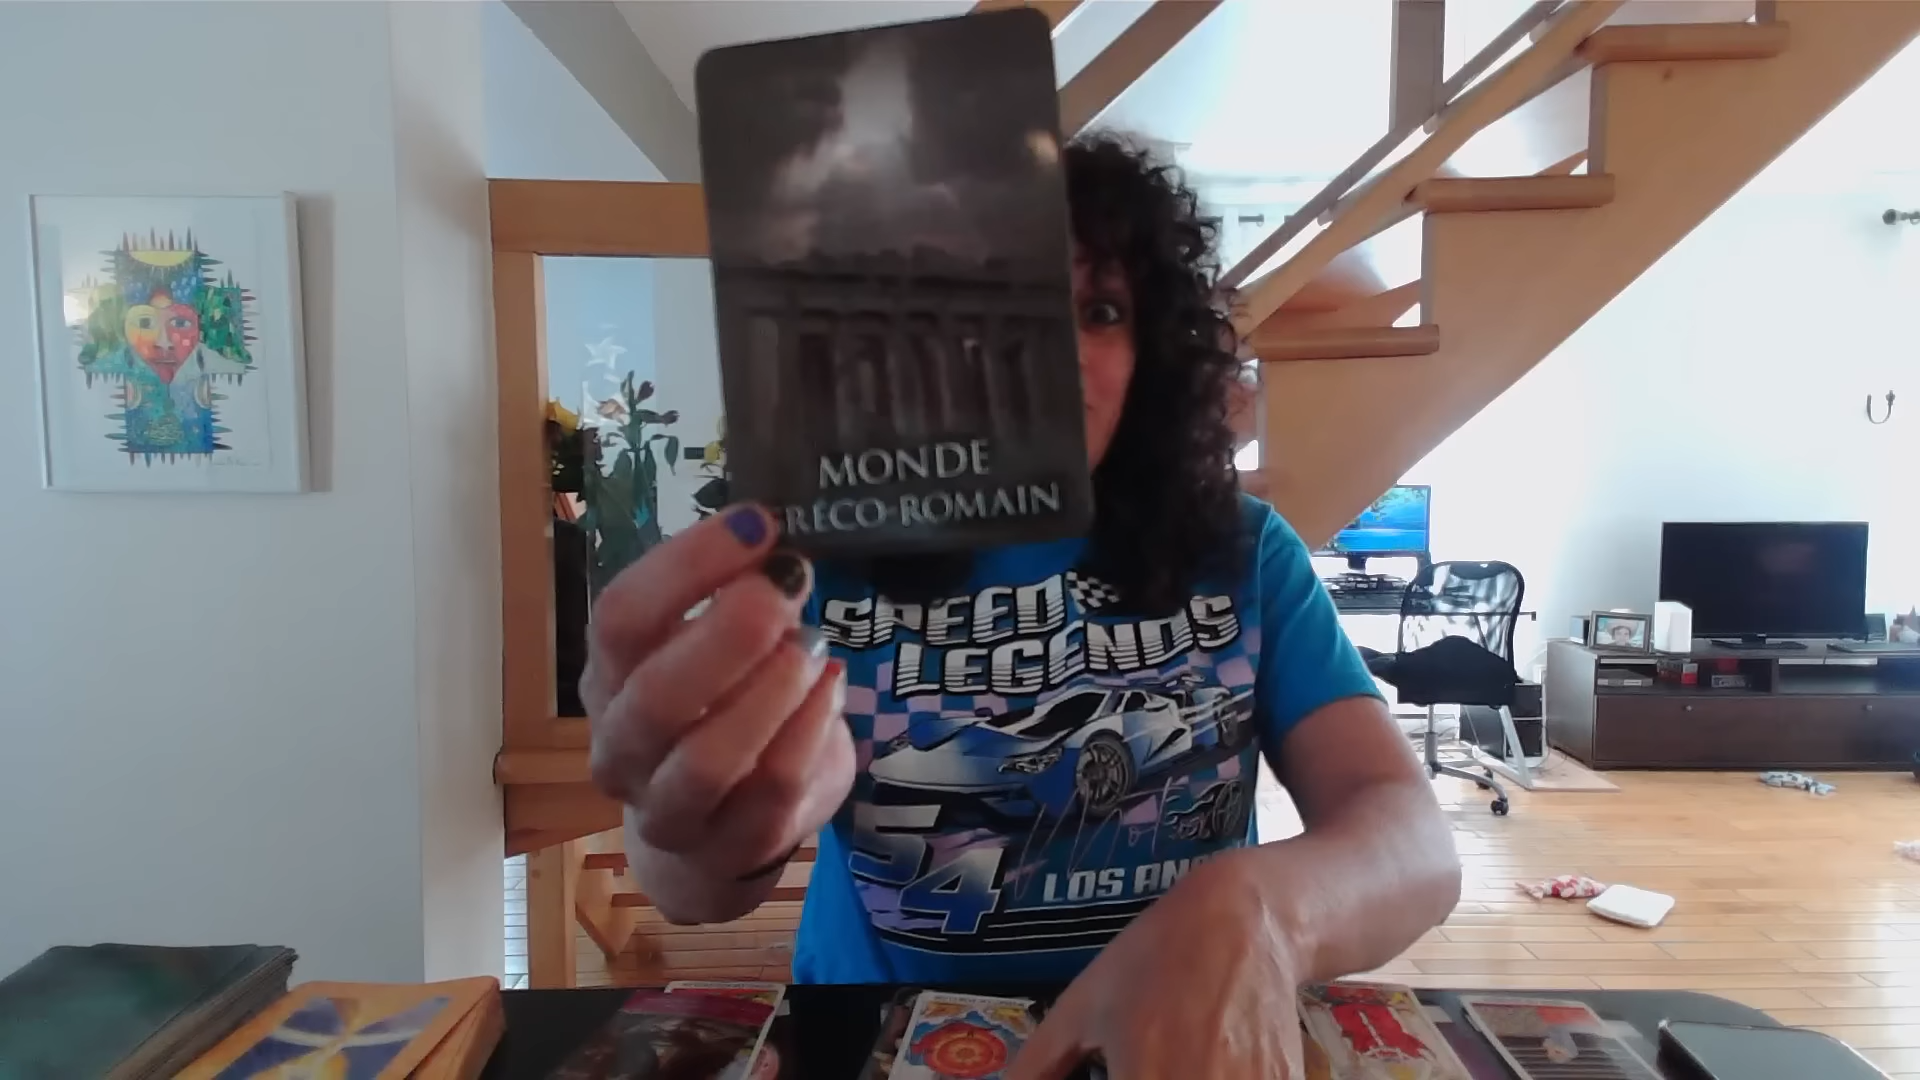 MONDE
RÉCO-ROMAIN
SPEED
LEGENDS
54
LOS AN